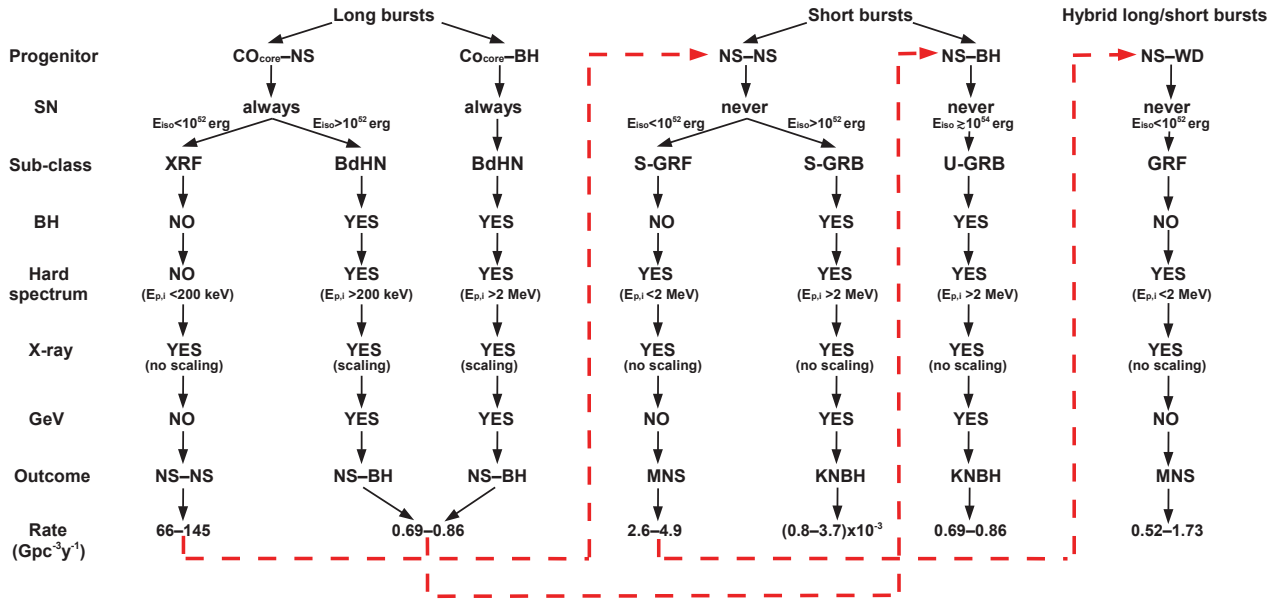 Long bursts Short bursts Hybrid long/short bursts
Progenitor COcore–NS Cocore–BH NS–NS NS–BH NS–WD
SN always always never never never
Eiso<10^52 erg Eiso>10^52 erg Eiso<10^52 erg Eiso>10^52 erg Eiso ≳10^54 erg Eiso<10^52 erg
Sub-class XRF BdHN BdHN S-GRF S-GRB U-GRB GRF
BH NO YES YES NO YES YES NO
Hard NO YES YES YES YES YES YES
spectrum (Ep,i <200 keV) (Ep,i >200 keV) (Ep,i >2 MeV) (Ep,i <2 MeV) (Ep,i >2 MeV) (Ep,i >2 MeV) (Ep,i <2 MeV)
X-ray YES YES YES YES YES YES YES
(no scaling) (scaling) (scaling) (no scaling) (no scaling) (no scaling) (no scaling)
GeV NO YES YES NO YES YES NO
Outcome NS–NS NS–BH NS–BH MNS KNBH KNBH MNS
Rate 66–145 0.69–0.86 2.6–4.9 (0.8–3.7)x10^-3 0.69–0.86 0.52–1.73
(Gpc^-3y^-1)